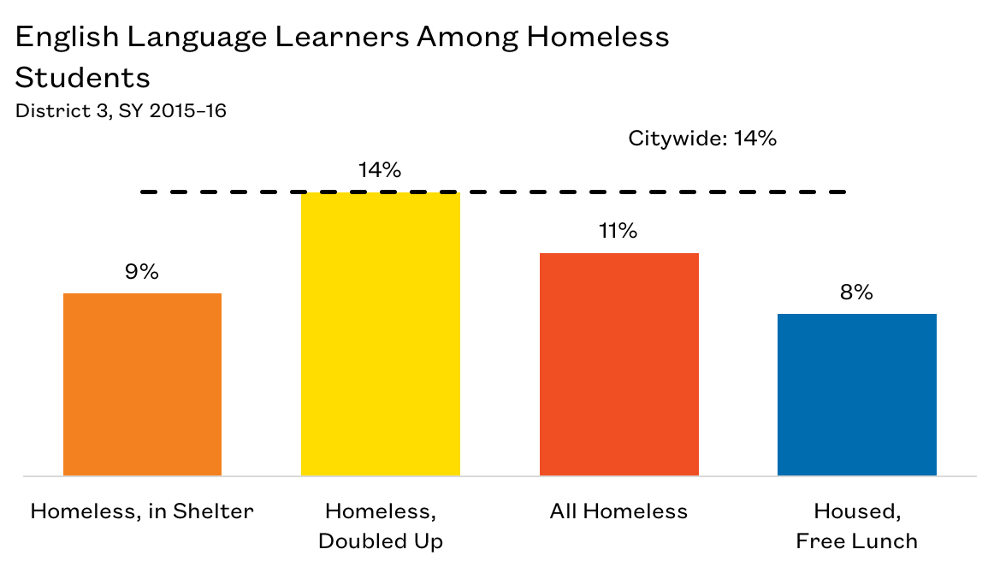 English Language Learners Among Homeless
Students
District 3, SY 2015–16
Citywide: 14%
14%
11%
9%
8%
Homeless, in Shelter
Homeless,
Doubled Up
All Homeless
Housed,
Free Lunch